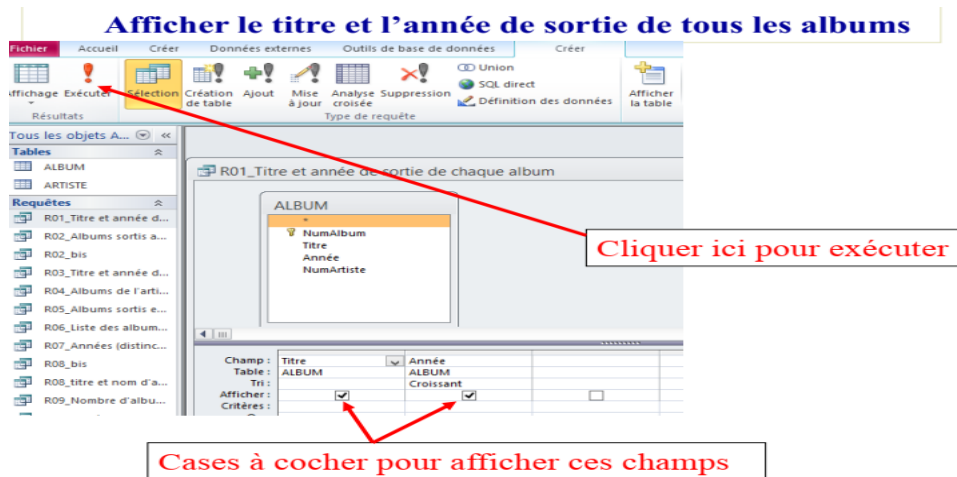 Afficher le titre et l'année de sortie de tous les albums
Fichier Accueil Créer Données externes Outils de base de données Créer
Affichage Exécuter Sélection Création de table Ajout Mise à jour Analyse croisée Suppression Union SQL direct Définition des données Afficher la table
Résultats Type de requête
Tous les objets A...
Tables
ALBUM
ARTISTE
Requêtes
R01_Titre et année d...
R02_Albums sortis a...
R02_bis
R03_Titre et année d...
R04_Albums de l'arti...
R05_Albums sortis e...
R06_Liste des album...
R07_Années (distinc...
R08_bis
R08_titre et nom d'a...
R09_Nombre d'albu...
R01_Titre et année de sortie de chaque album
ALBUM
*
NumAlbum
Titre
Année
NumArtiste
Cliquer ici pour exécuter
Champ : Titre Année
Table : ALBUM ALBUM
Tri : Croissant
Afficher :
Critères :
Cases à cocher pour afficher ces champs